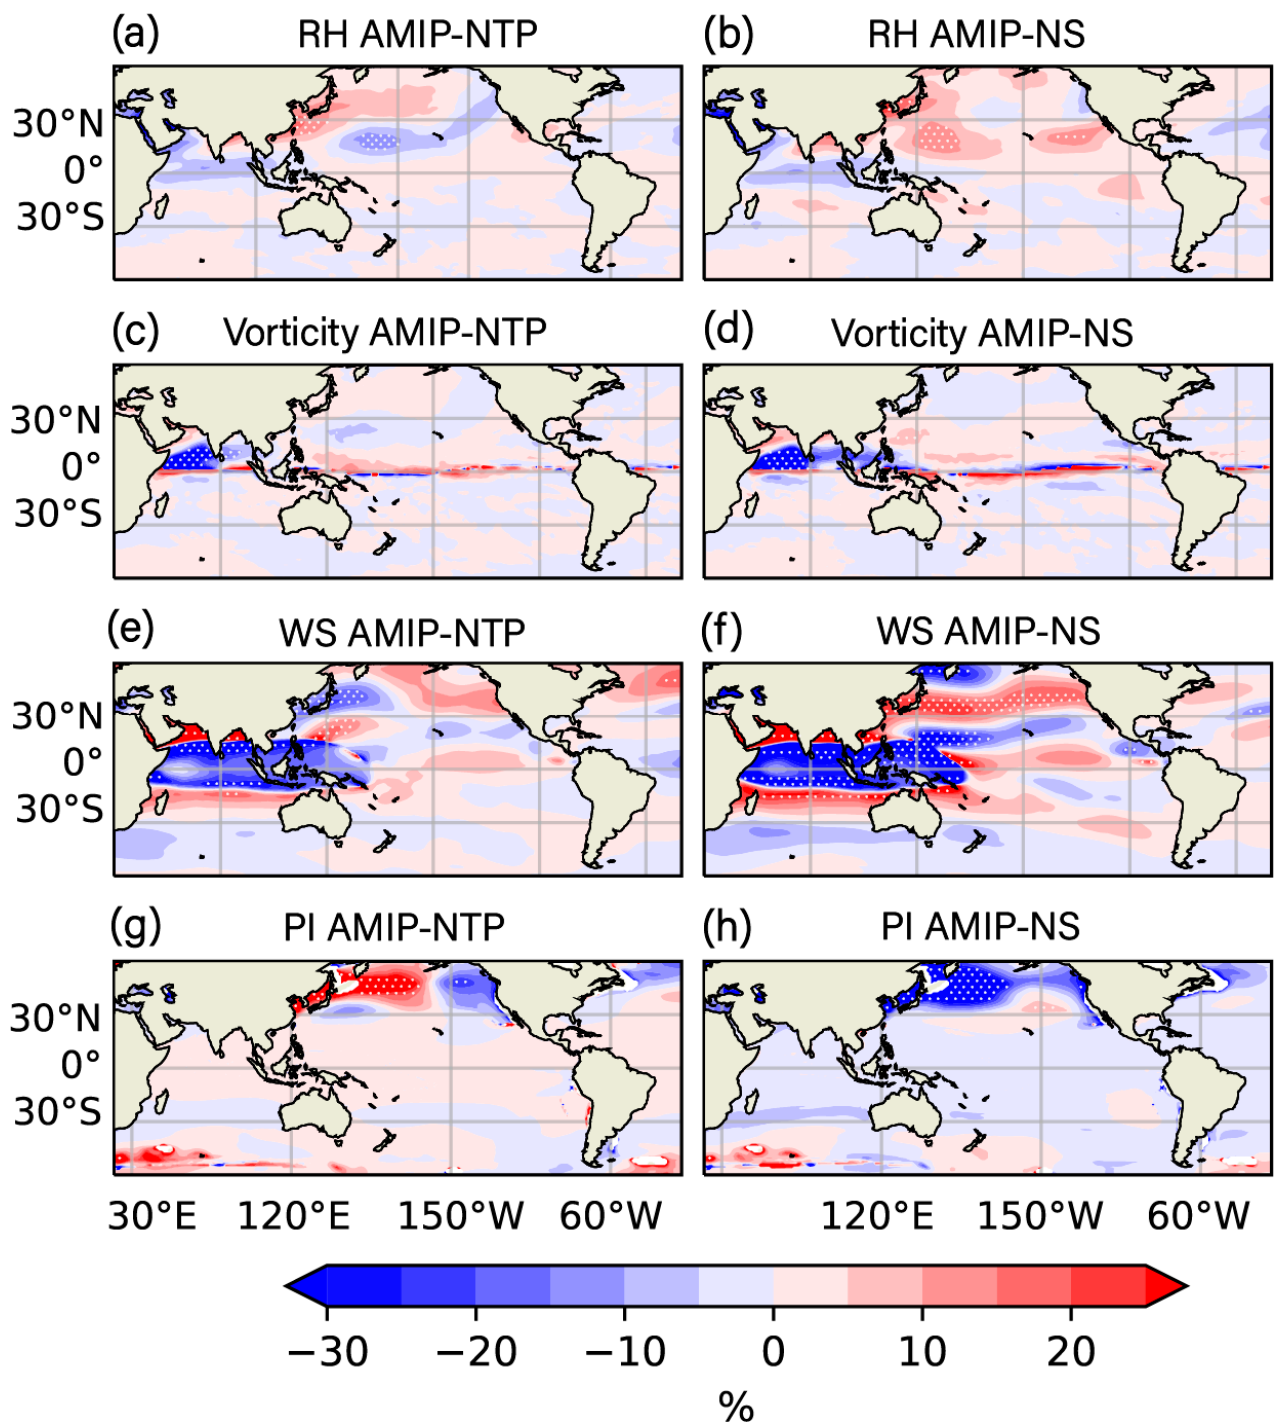 (a) RH AMIP-NTP
(b) RH AMIP-NS
30°N
0°
30°S
(c) Vorticity AMIP-NTP
(d) Vorticity AMIP-NS
30°N
0°
30°S
(e) WS AMIP-NTP
(f) WS AMIP-NS
30°N
0°
30°S
(g) PI AMIP-NTP
(h) PI AMIP-NS
30°N
0°
30°S
30°E 120°E 150°W 60°W
120°E 150°W 60°W
−30 −20 −10 0 10 20
%